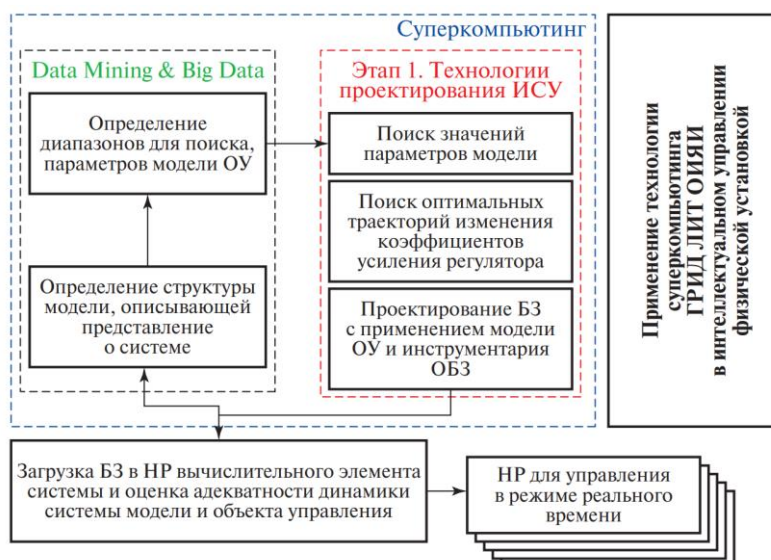 Суперкомпьютинг
Data Mining & Big Data
Определение
диапазонов для поиска,
параметров модели ОУ
Определение структуры
модели, описывающей
представление
о системе
Этап 1. Технологии
проектирования ИСУ
Поиск значений
параметров модели
Поиск оптимальных
траекторий изменения
коэффициентов
усиления регулятора
Проектирование БЗ
с применением модели
ОУ и инструментария
ОБЗ
Применение технологии
суперкомпьютинга
ГРИД ЛИТ ОИЯИ
в интеллектуальном управлении
физической установкой
Загрузка БЗ в НР вычислительного элемента
системы и оценка адекватности динамики
системы модели и объекта управления
НР для управления
в режиме реального
времени